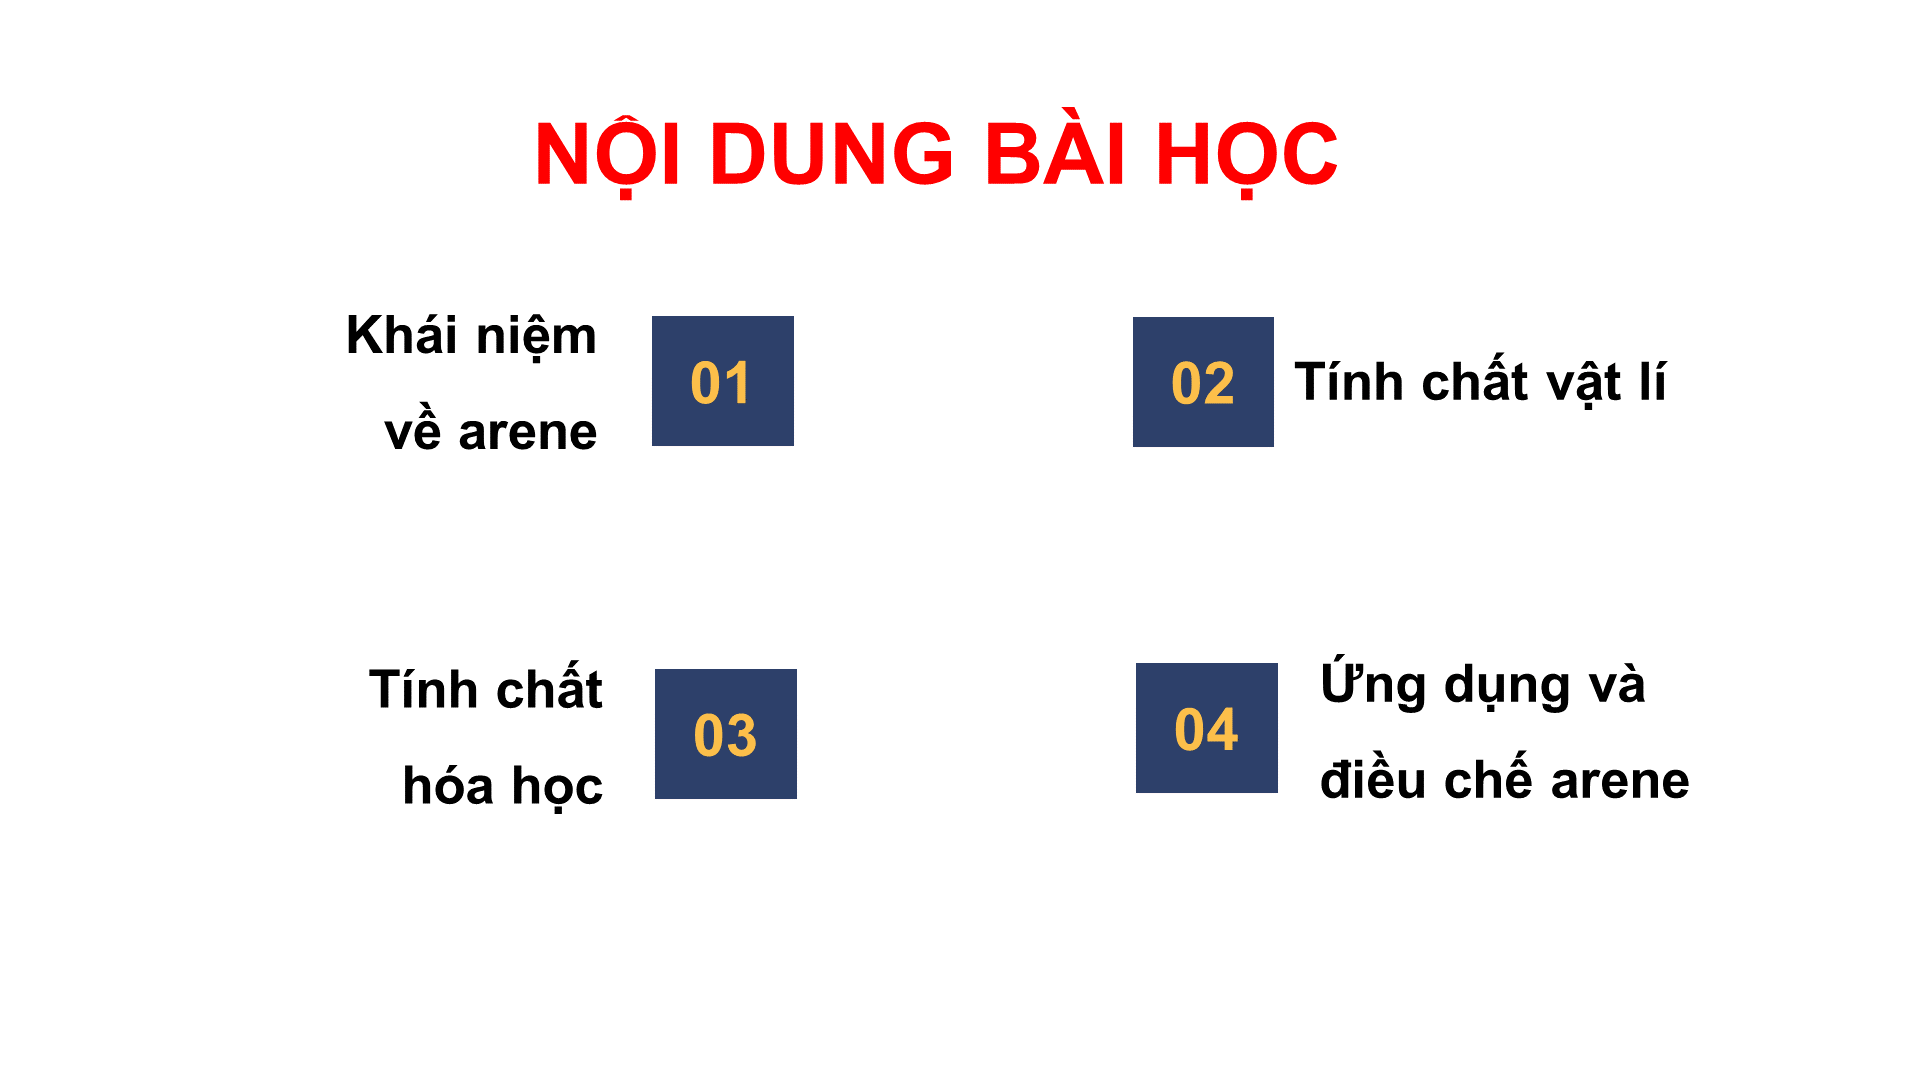 NỘI DUNG BÀI HỌC
Khái niệm
về arene
01
02
Tính chất vật lí
Tính chất
hóa học
03
04
Ứng dụng và
điều chế arene